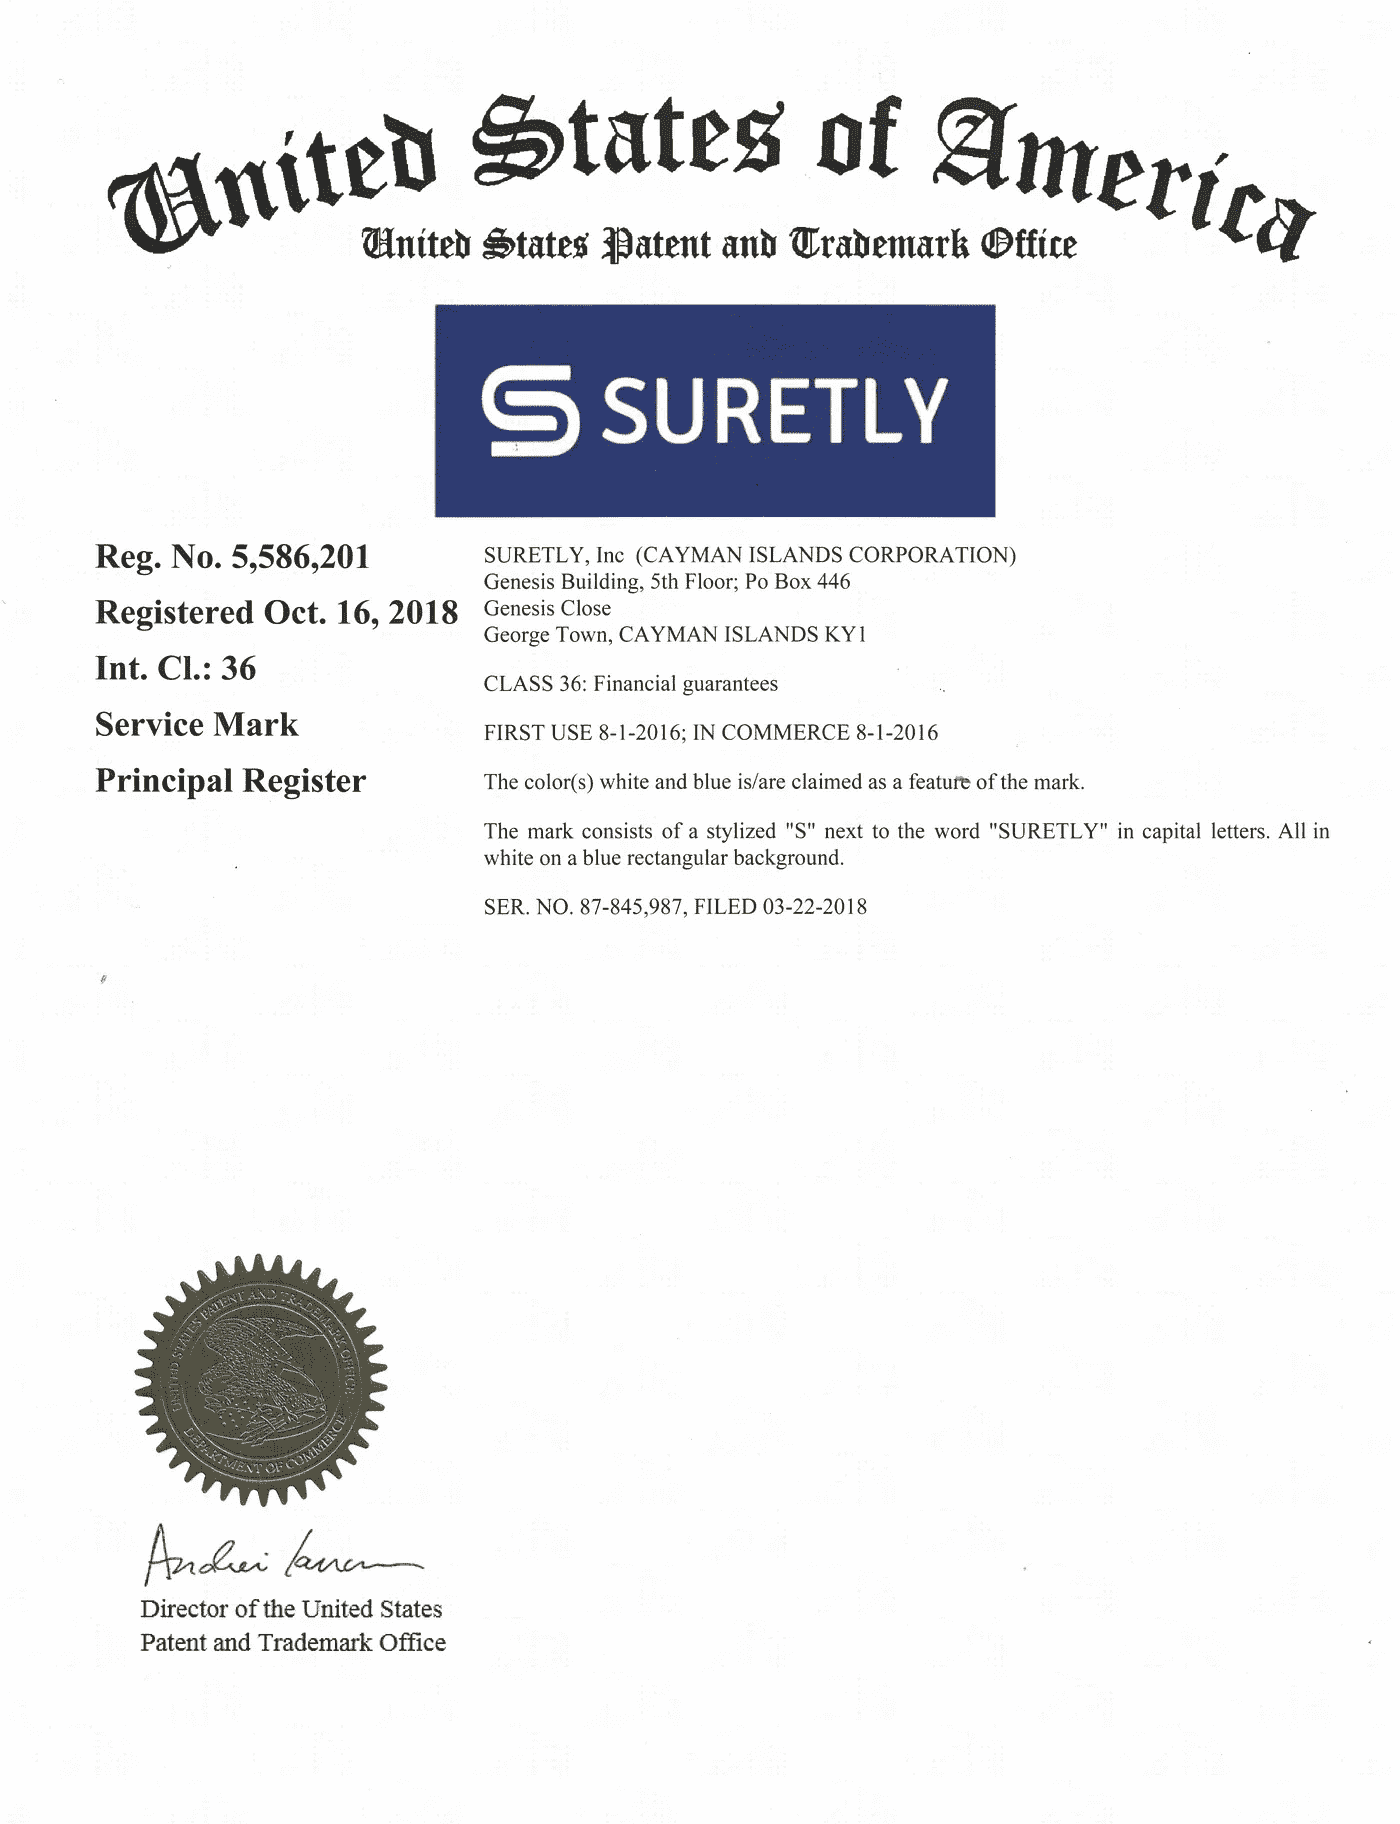 United States of America
United States Patent and Trademark Office
SURETLY
Reg. No. 5,586,201
Registered Oct. 16, 2018
Int. Cl.: 36
Service Mark
Principal Register
SURETLY, Inc (CAYMAN ISLANDS CORPORATION)
Genesis Building, 5th Floor; Po Box 446
Genesis Close
George Town, CAYMAN ISLANDS KY1
CLASS 36: Financial guarantees
FIRST USE 8-1-2016; IN COMMERCE 8-1-2016
The color(s) white and blue is/are claimed as a feature of the mark.
The mark consists of a stylized "S" next to the word "SURETLY" in capital letters. All in
white on a blue rectangular background.
SER. NO. 87-845,987, FILED 03-22-2018
UNITED STATES PATENT AND TRADEMARK OFFICE
DEPARTMENT OF COMMERCE
Andrei Iancu
Director of the United States
Patent and Trademark Office